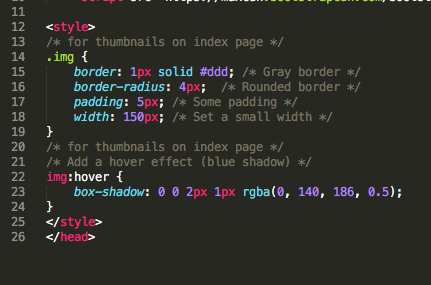 11
12 <style>
13 /* for thumbnails on index page */
14 .img {
15 border: 1px solid #ddd; /* Gray border */
16 border-radius: 4px;  /* Rounded border */
17 padding: 5px; /* Some padding */
18 width: 150px; /* Set a small width */
19 }
20 /* for thumbnails on index page */
21 /* Add a hover effect (blue shadow) */
22 img:hover {
23 box-shadow: 0 0 2px 1px rgba(0, 140, 186, 0.5);
24 }
25 </style>
26 </head>